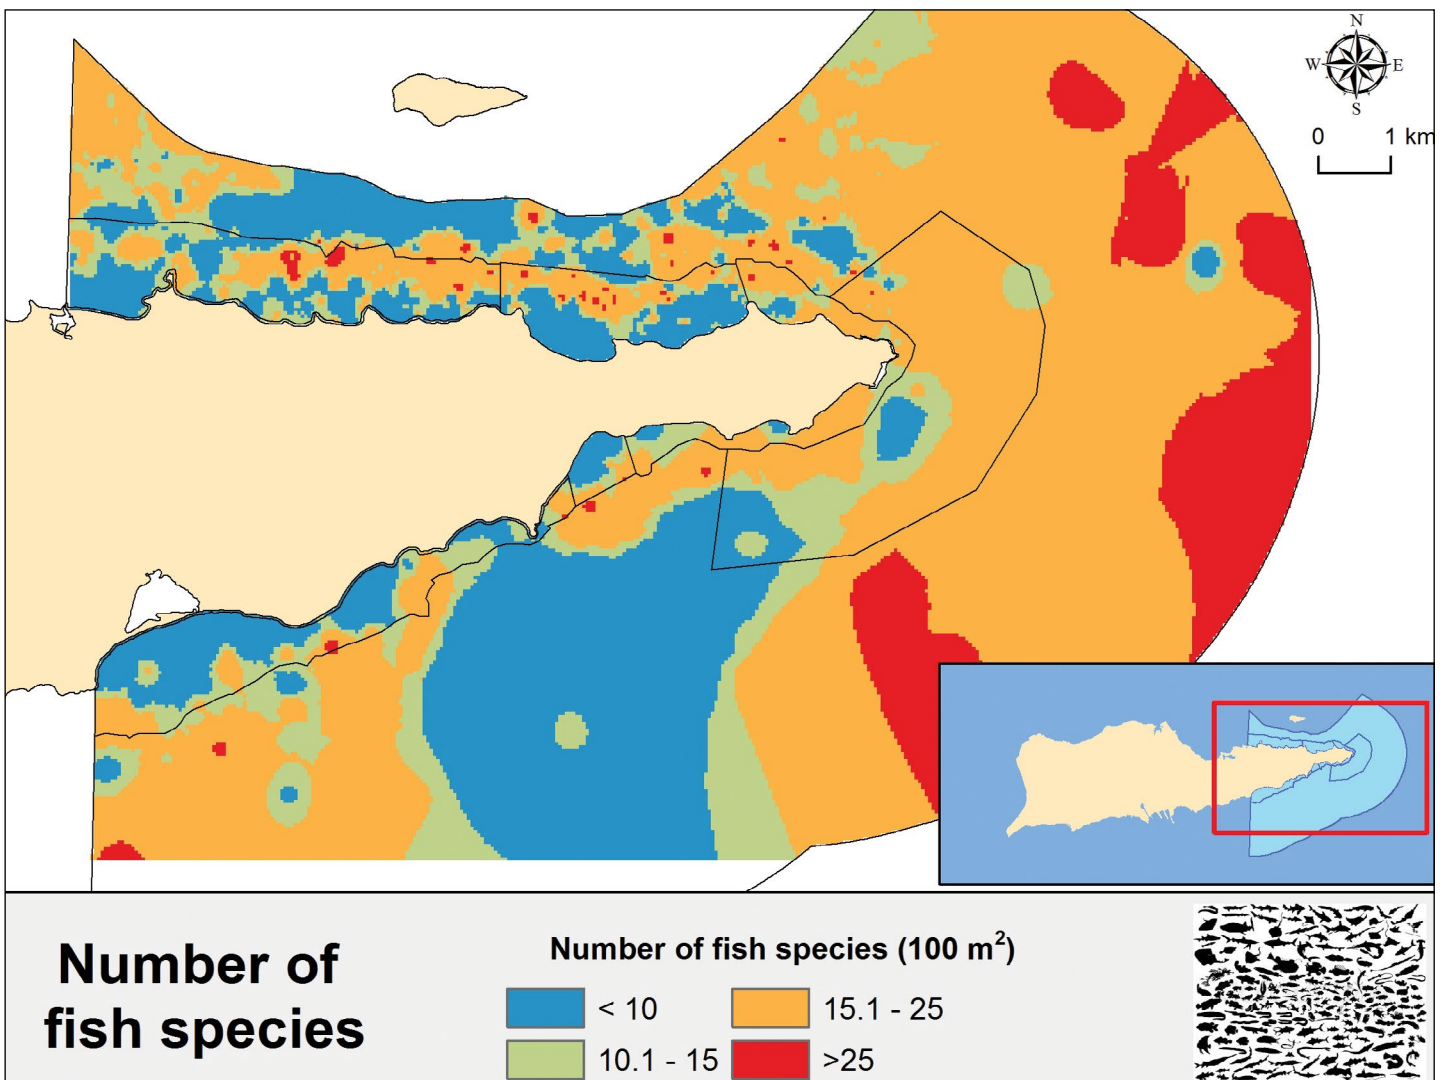 N
W E
S
0 1 km
Number of
fish species
Number of fish species (100 m²)
< 10
15.1 - 25
10.1 - 15
>25